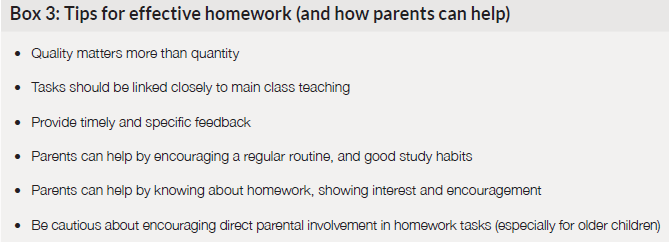 Box 3: Tips for effective homework (and how parents can help)
• Quality matters more than quantity
• Tasks should be linked closely to main class teaching
• Provide timely and specific feedback
• Parents can help by encouraging a regular routine, and good study habits
• Parents can help by knowing about homework, showing interest and encouragement
• Be cautious about encouraging direct parental involvement in homework tasks (especially for older children)